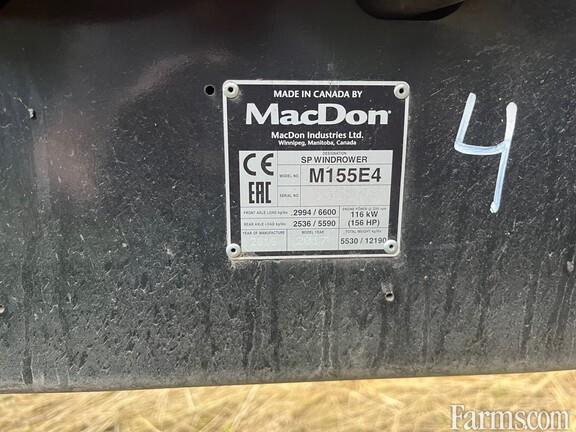 MADE IN CANADA BY
MacDon
MacDon Industries Ltd.
Winnipeg, Manitoba, Canada
CE
EAC
DESIGNATION
SP WINDROWER
MODEL NO.
M155E4
SERIAL NO.
FRONT AXLE LOAD kg/lbs
2994 / 6600
REAR AXLE LOAD kg/lbs
2536 / 5590
116 kW
(156 HP)
YEAR OF MANUFACTURE
MODEL YEAR
TOTAL WEIGHT kg/lbs
5530 / 12190
4
Farms.com